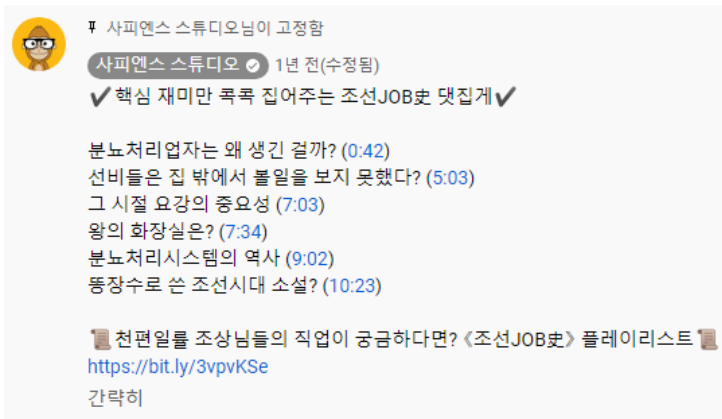 사피엔스 스튜디오님이 고정함
사피엔스 스튜디오 1년 전(수정됨)
✔핵심 재미만 콕콕 집어주는 조선JOB史 댓집게✔
분뇨처리업자는 왜 생긴 걸까? (0:42)
선비들은 집 밖에서 볼일을 보지 못했다? (5:03)
그 시절 요강의 중요성 (7:03)
왕의 화장실은? (7:34)
분뇨처리시스템의 역사 (9:02)
똥장수로 쓴 조선시대 소설? (10:23)
📜천편일률 조상님들의 직업이 궁금하다면? 《조선JOB史》 플레이리스트📜
https://bit.ly/3vpvKSe
간략히